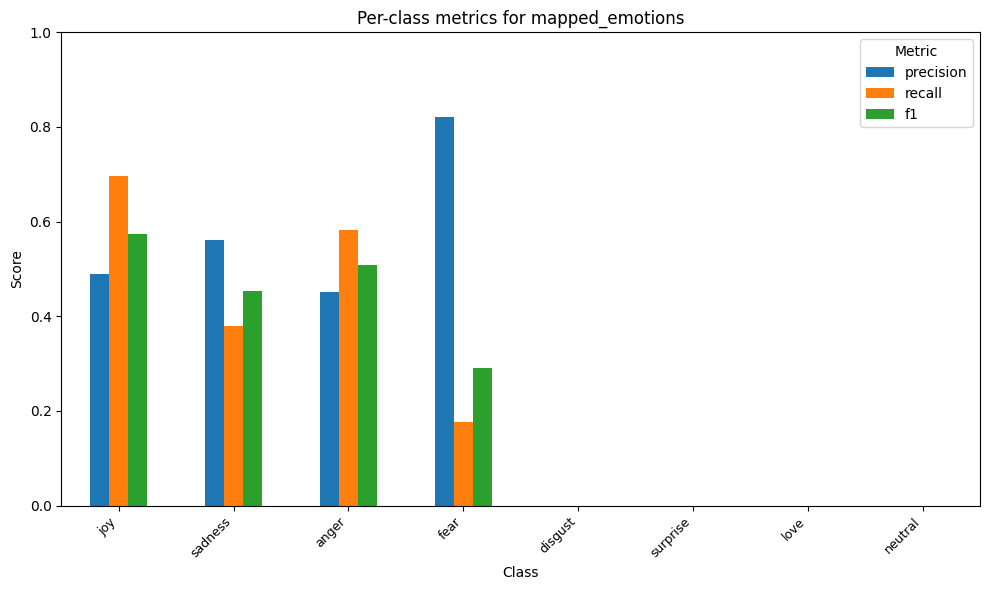 Per-class metrics for mapped_emotions
1.0
0.8
0.6
0.4
0.2
0.0
Score
Metric
precision
recall
f1
joy
sadness
anger
fear
disgust
surprise
love
neutral
Class